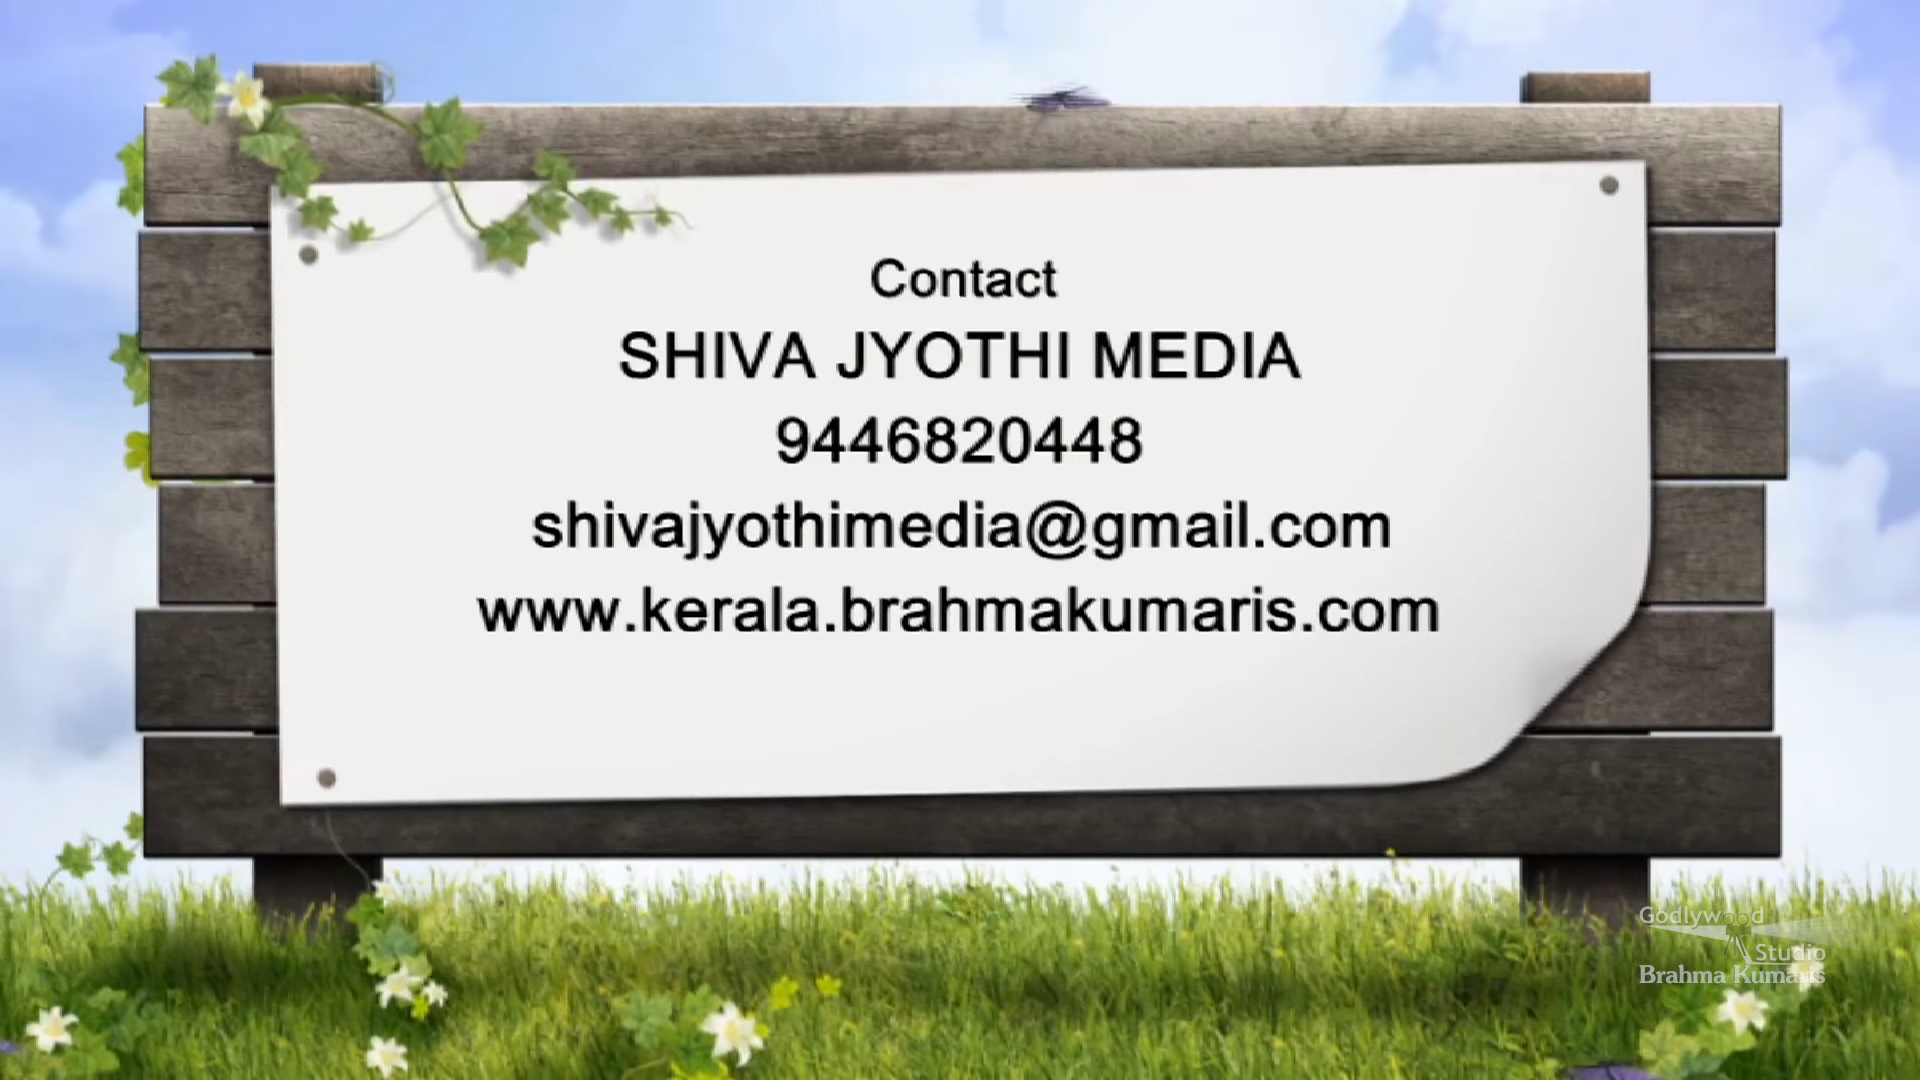 Contact
SHIVA JYOTHI MEDIA
9446820448
shivajyothimedia@gmail.com
www.kerala.brahmakumaris.com
Godlywood
Studio
Brahma Kumaris